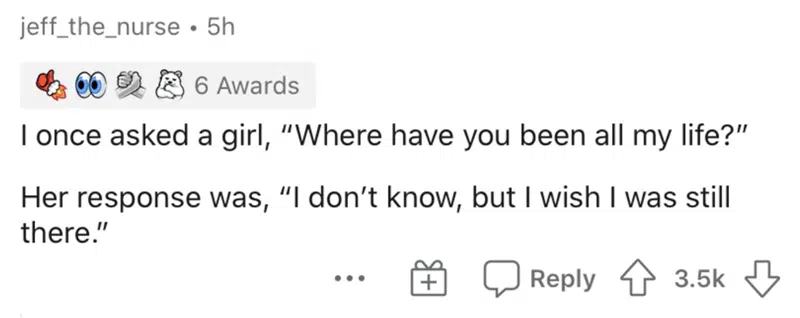 jeff_the_nurse • 5h
6 Awards
I once asked a girl, “Where have you been all my life?”
Her response was, “I don’t know, but I wish I was still
there.”
Reply 3.5k